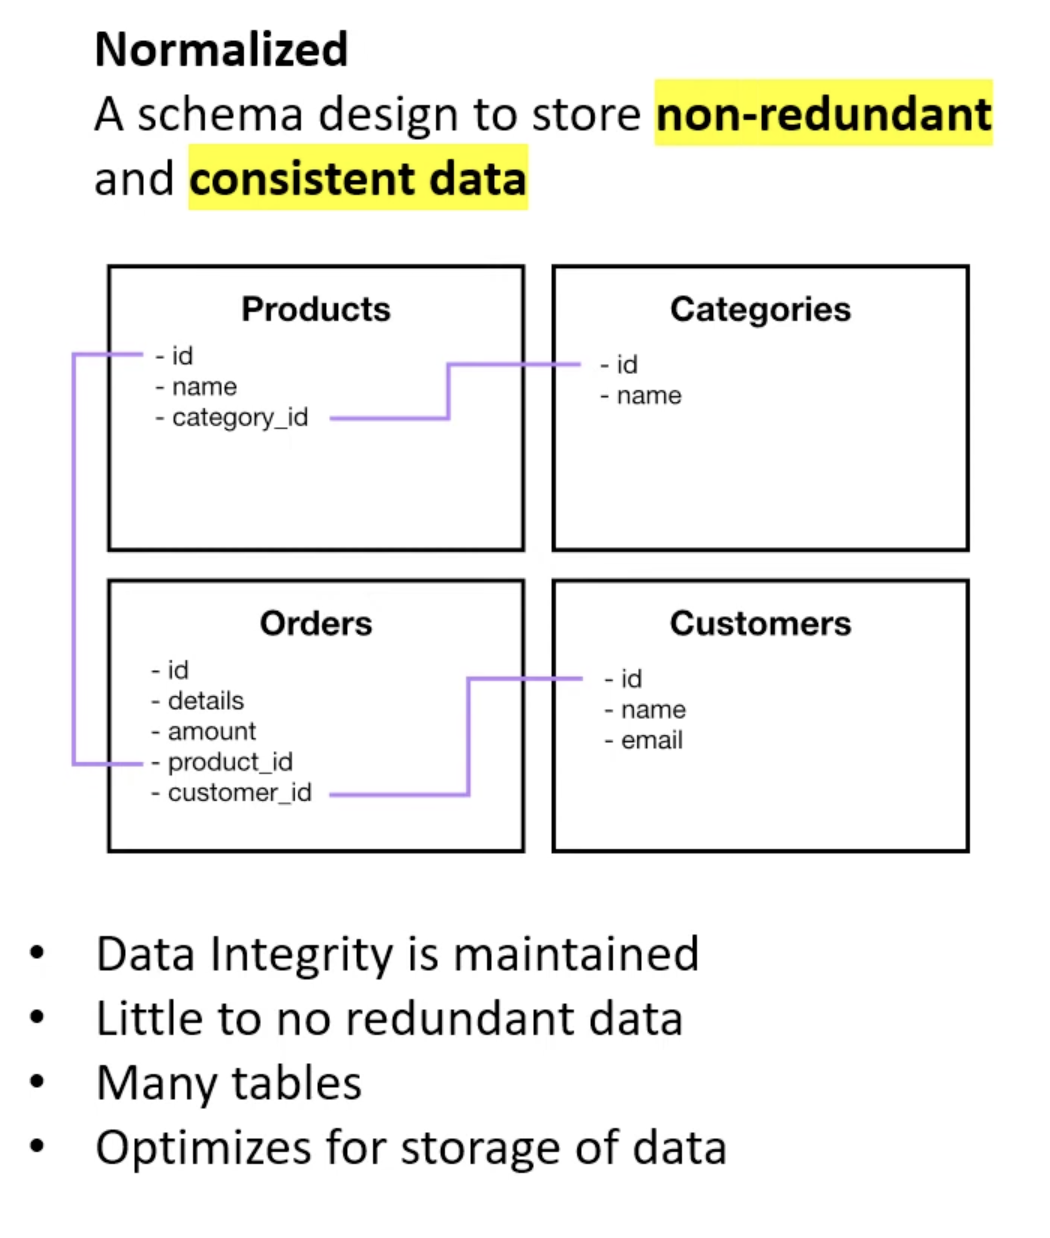 Normalized
A schema design to store non-redundant
and consistent data
Products
- id
- name
- category_id
Categories
- id
- name
Orders
- id
- details
- amount
- product_id
- customer_id
Customers
- id
- name
- email
• Data Integrity is maintained
• Little to no redundant data
• Many tables
• Optimizes for storage of data